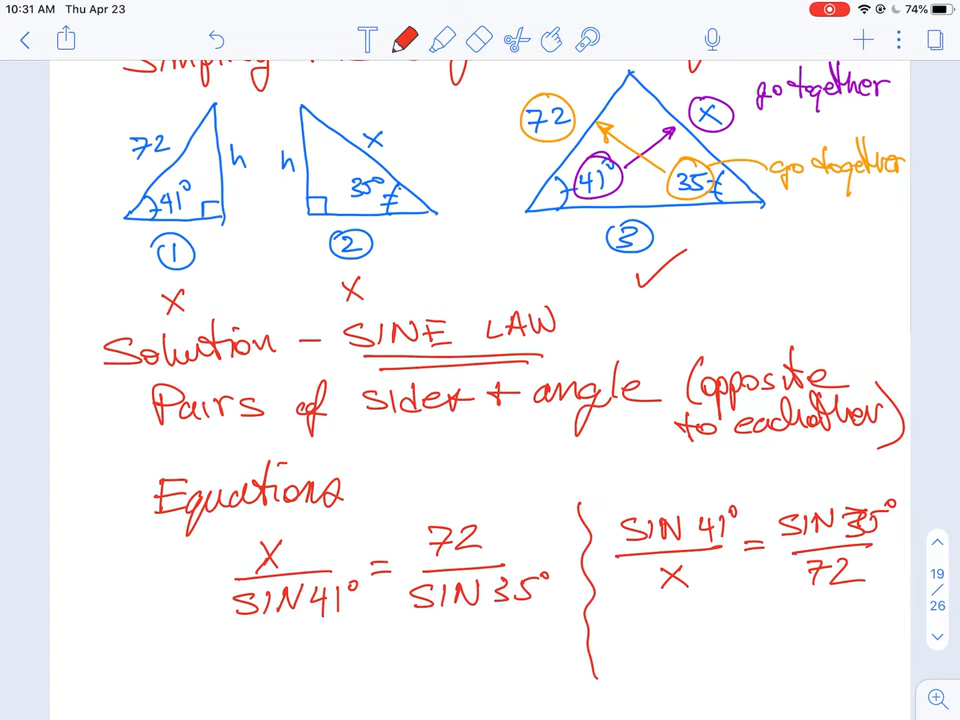 10:31 AM Thu Apr 23
74%
go together
72
h
41°
①
x
h
x
35°
②
x
72
x
41°
35
go together
③
Solution - SINE LAW
Pairs of sides + angle (opposite
to eachother)
Equations
x / SIN 41° = 72 / SIN 35°
SIN 41° / x = SIN 35° / 72
19
/
26